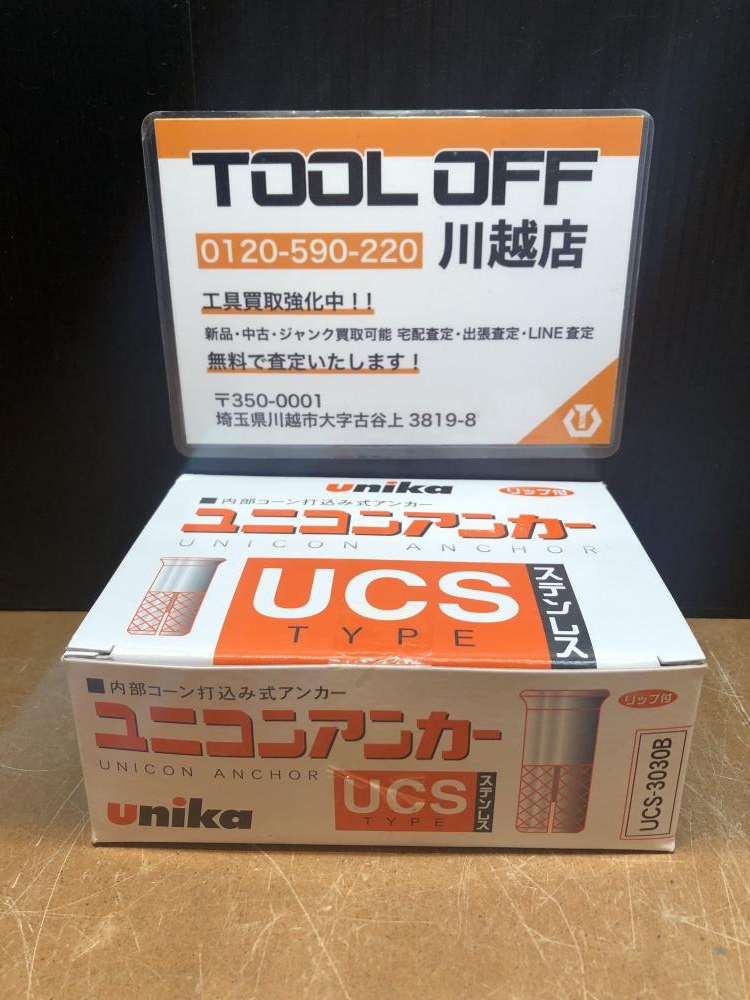 TOOL OFF
0120-590-220 川越店
工具買取強化中！！
新品・中古・ジャンク買取可能 宅配査定・出張査定・LINE査定
無料で査定いたします！
〒350-0001
埼玉県川越市大字古谷上 3819-8
unika
リップ付
■内部コーン打込み式アンカー
ユニコンアンカー
UNICON ANCHOR
UCS
TYPE
ステンレス
■内部コーン打込み式アンカー
リップ付
ユニコンアンカー
UNICON ANCHOR
UCS
TYPE
ステンレス
unika
UCS-3030B